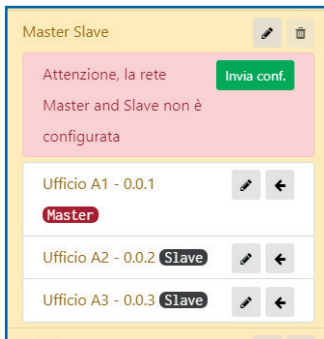 Master Slave
Attenzione, la rete Invia conf.
Master and Slave non è
configurata
Ufficio A1 - 0.0.1
Master
Ufficio A2 - 0.0.2 Slave
Ufficio A3 - 0.0.3 Slave